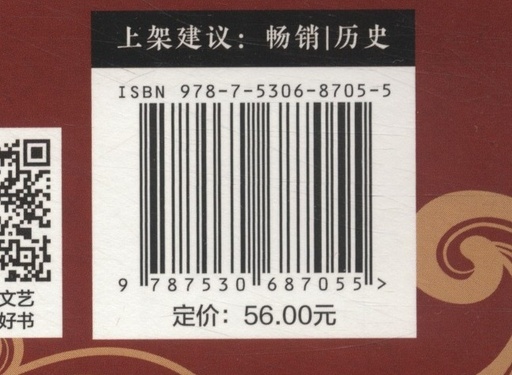 上架建议：畅销|历史
ISBN 978-7-5306-8705-5
9 787530 687055 >
定价：56.00元
文艺
好书